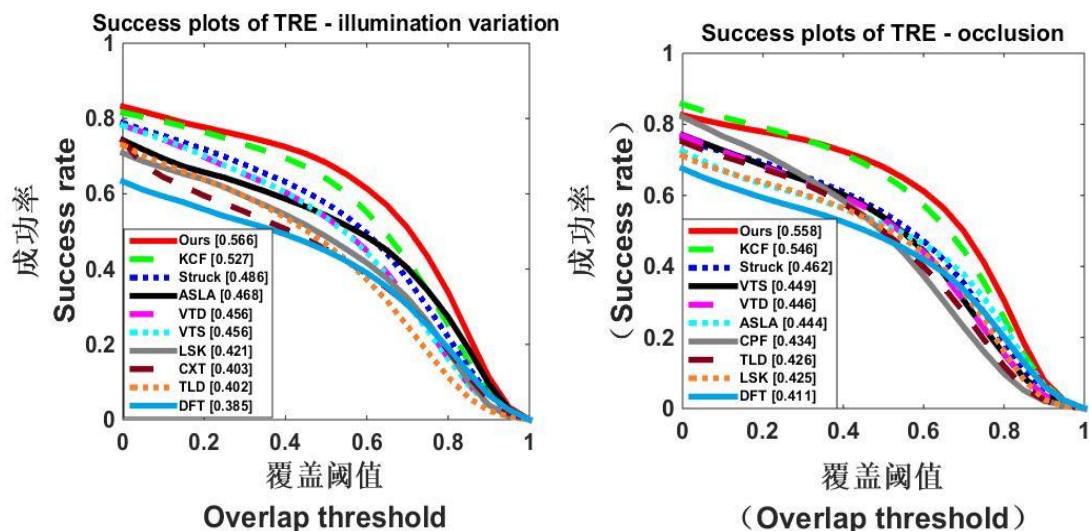 Success plots of TRE - illumination variation
1
0.8
0.6
0.4
0.2
0
成功率
Success rate
Ours [0.566]
KCF [0.527]
Struck [0.486]
ASLA [0.468]
VTD [0.456]
VTS [0.456]
LSK [0.421]
CXT [0.403]
TLD [0.402]
DFT [0.385]
0 0.2 0.4 0.6 0.8 1
覆盖阈值
Overlap threshold
Success plots of TRE - occlusion
1
0.8
0.6
0.4
0.2
0
成功率
（Success rate）
Ours [0.558]
KCF [0.546]
Struck [0.462]
VTS [0.449]
VTD [0.446]
ASLA [0.444]
CPF [0.434]
TLD [0.426]
LSK [0.425]
DFT [0.411]
0 0.2 0.4 0.6 0.8 1
覆盖阈值
（Overlap threshold）